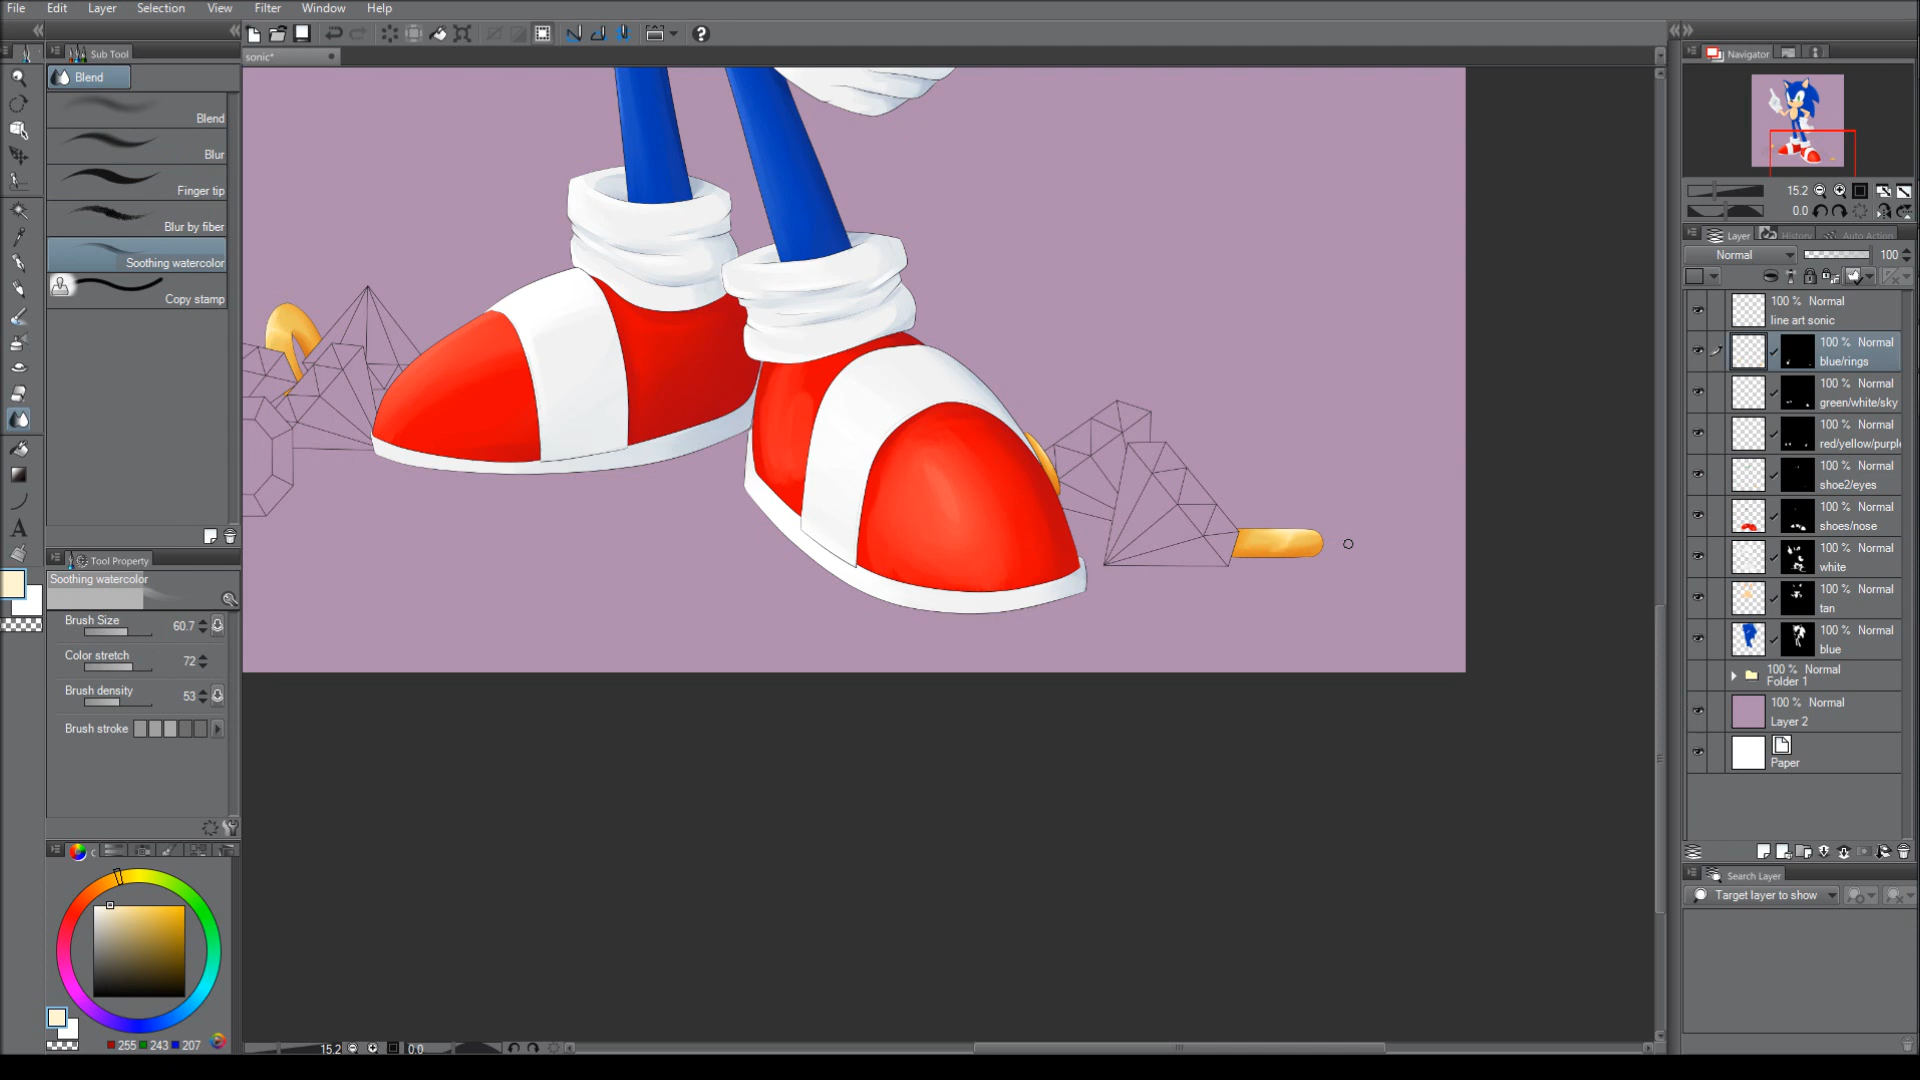 File Edit Layer Selection View Filter Window Help
Sub Tool
sonic*
Navigator
Blend
Blend
Blur
Finger tip
Blur by fiber
Soothing watercolor
Copy stamp
Tool Property
Soothing watercolor
Brush Size 60.7
Color stretch 72
Brush density 53
Brush stroke
255 243 207
15.2 0.0
15.2
0.0
Layer History Auto Action
Normal 100
100 % Normal
line art sonic
100 % Normal
blue/rings
100 % Normal
green/white/sky
100 % Normal
red/yellow/purple
100 % Normal
shoe2/eyes
100 % Normal
shoes/nose
100 % Normal
white
100 % Normal
tan
100 % Normal
blue
100 % Normal
Folder 1
100 % Normal
Layer 2
Paper
Search Layer
Target layer to show